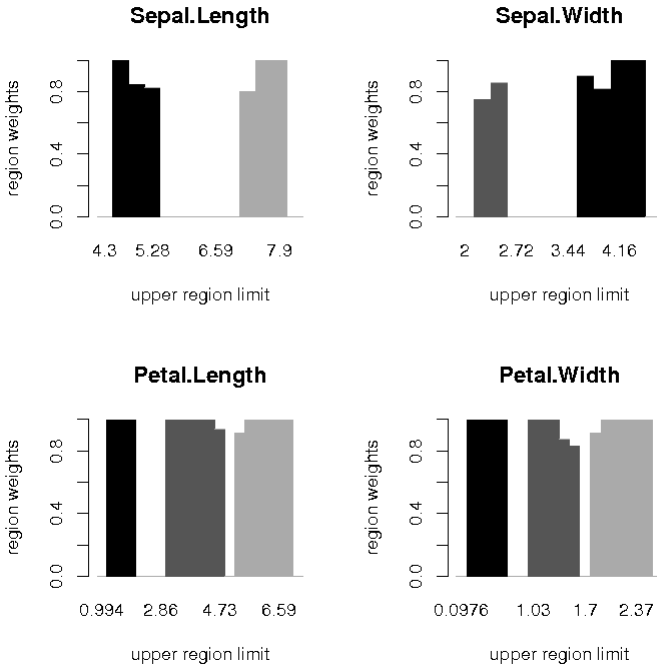 Sepal.Length
region weights
0.0 0.4 0.8
4.3 5.28 6.59 7.9
upper region limit
Sepal.Width
region weights
0.0 0.4 0.8
2 2.72 3.44 4.16
upper region limit
Petal.Length
region weights
0.0 0.4 0.8
0.994 2.86 4.73 6.59
upper region limit
Petal.Width
region weights
0.0 0.4 0.8
0.0976 1.03 1.7 2.37
upper region limit